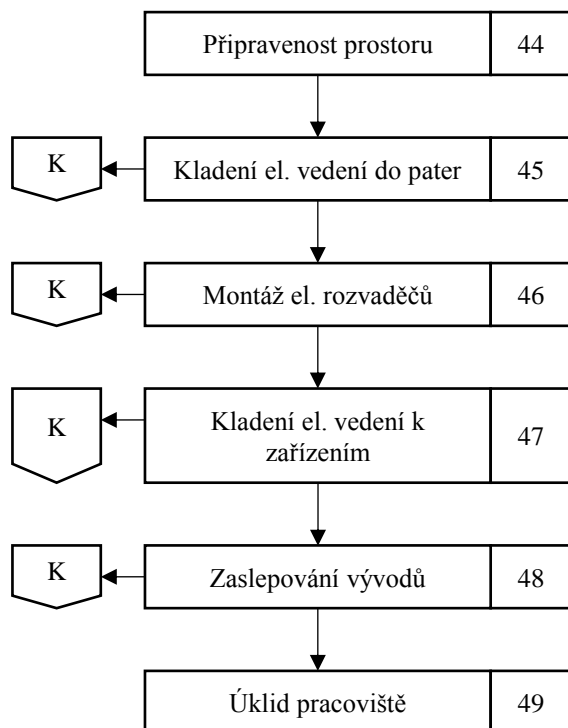 Připravenost prostoru 44
K Kladení el. vedení do pater 45
K Montáž el. rozvaděčů 46
K Kladení el. vedení k
zařízením 47
K Zaslepování vývodů 48
Úklid pracoviště 49